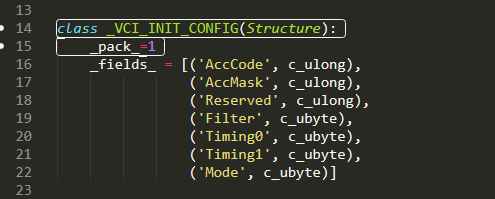 13
14 class _VCI_INIT_CONFIG(Structure):
15     _pack_=1
16     _fields_ = [('AccCode', c_ulong),
17                 ('AccMask', c_ulong),
18                 ('Reserved', c_ulong),
19                 ('Filter', c_ubyte),
20                 ('Timing0', c_ubyte),
21                 ('Timing1', c_ubyte),
22                 ('Mode', c_ubyte)]
23